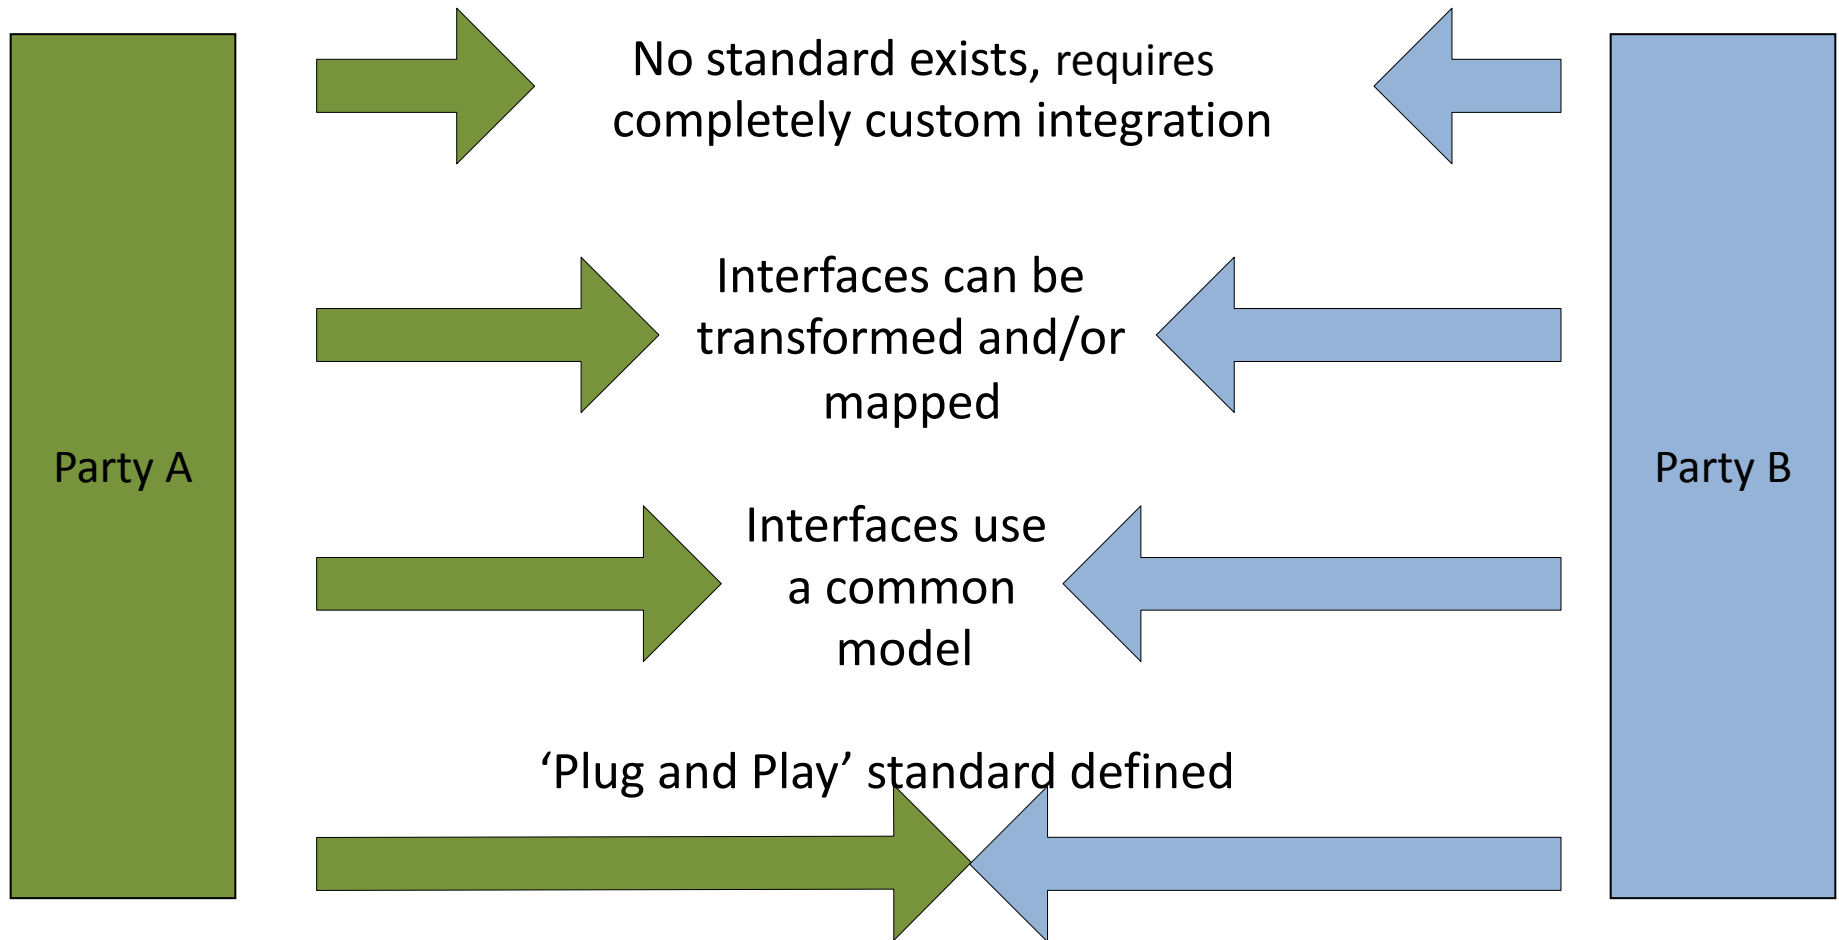 No standard exists, requires
completely custom integration
Interfaces can be
transformed and/or
mapped
Party A
Party B
Interfaces use
a common
model
‘Plug and Play’ standard defined